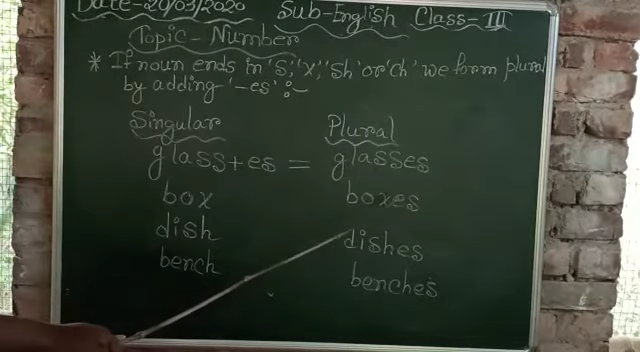 Date-20/03/2020 Sub-English Class-III
Topic-Number
* If noun ends in 's', 'x', 'sh' or 'ch' we form plural
by adding '-es' :-
Singular Plural
glass+es = glasses
box boxes
dish dishes
bench benches